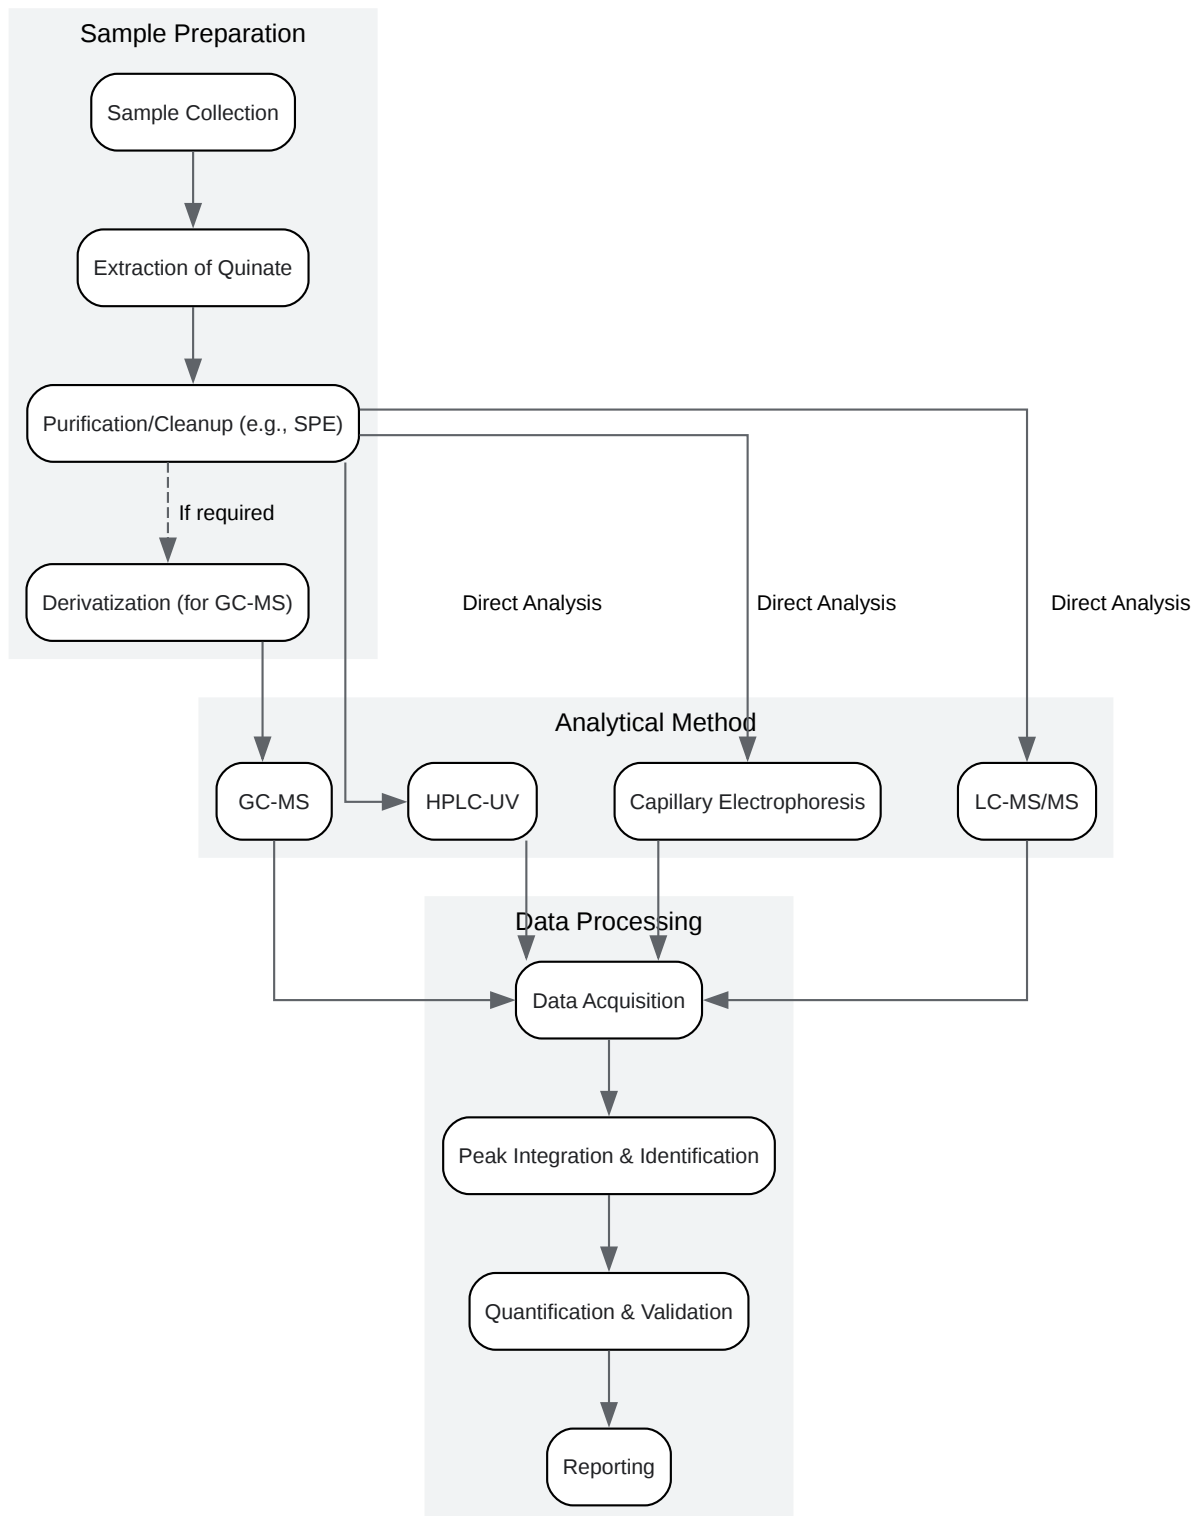 Sample Preparation
Sample Collection
Extraction of Quinate
Purification/Cleanup (e.g., SPE)
If required
Derivatization (for GC-MS)
Direct Analysis
Direct Analysis
Direct Analysis
Analytical Method
GC-MS
HPLC-UV
Capillary Electrophoresis
LC-MS/MS
Data Processing
Data Acquisition
Peak Integration & Identification
Quantification & Validation
Reporting